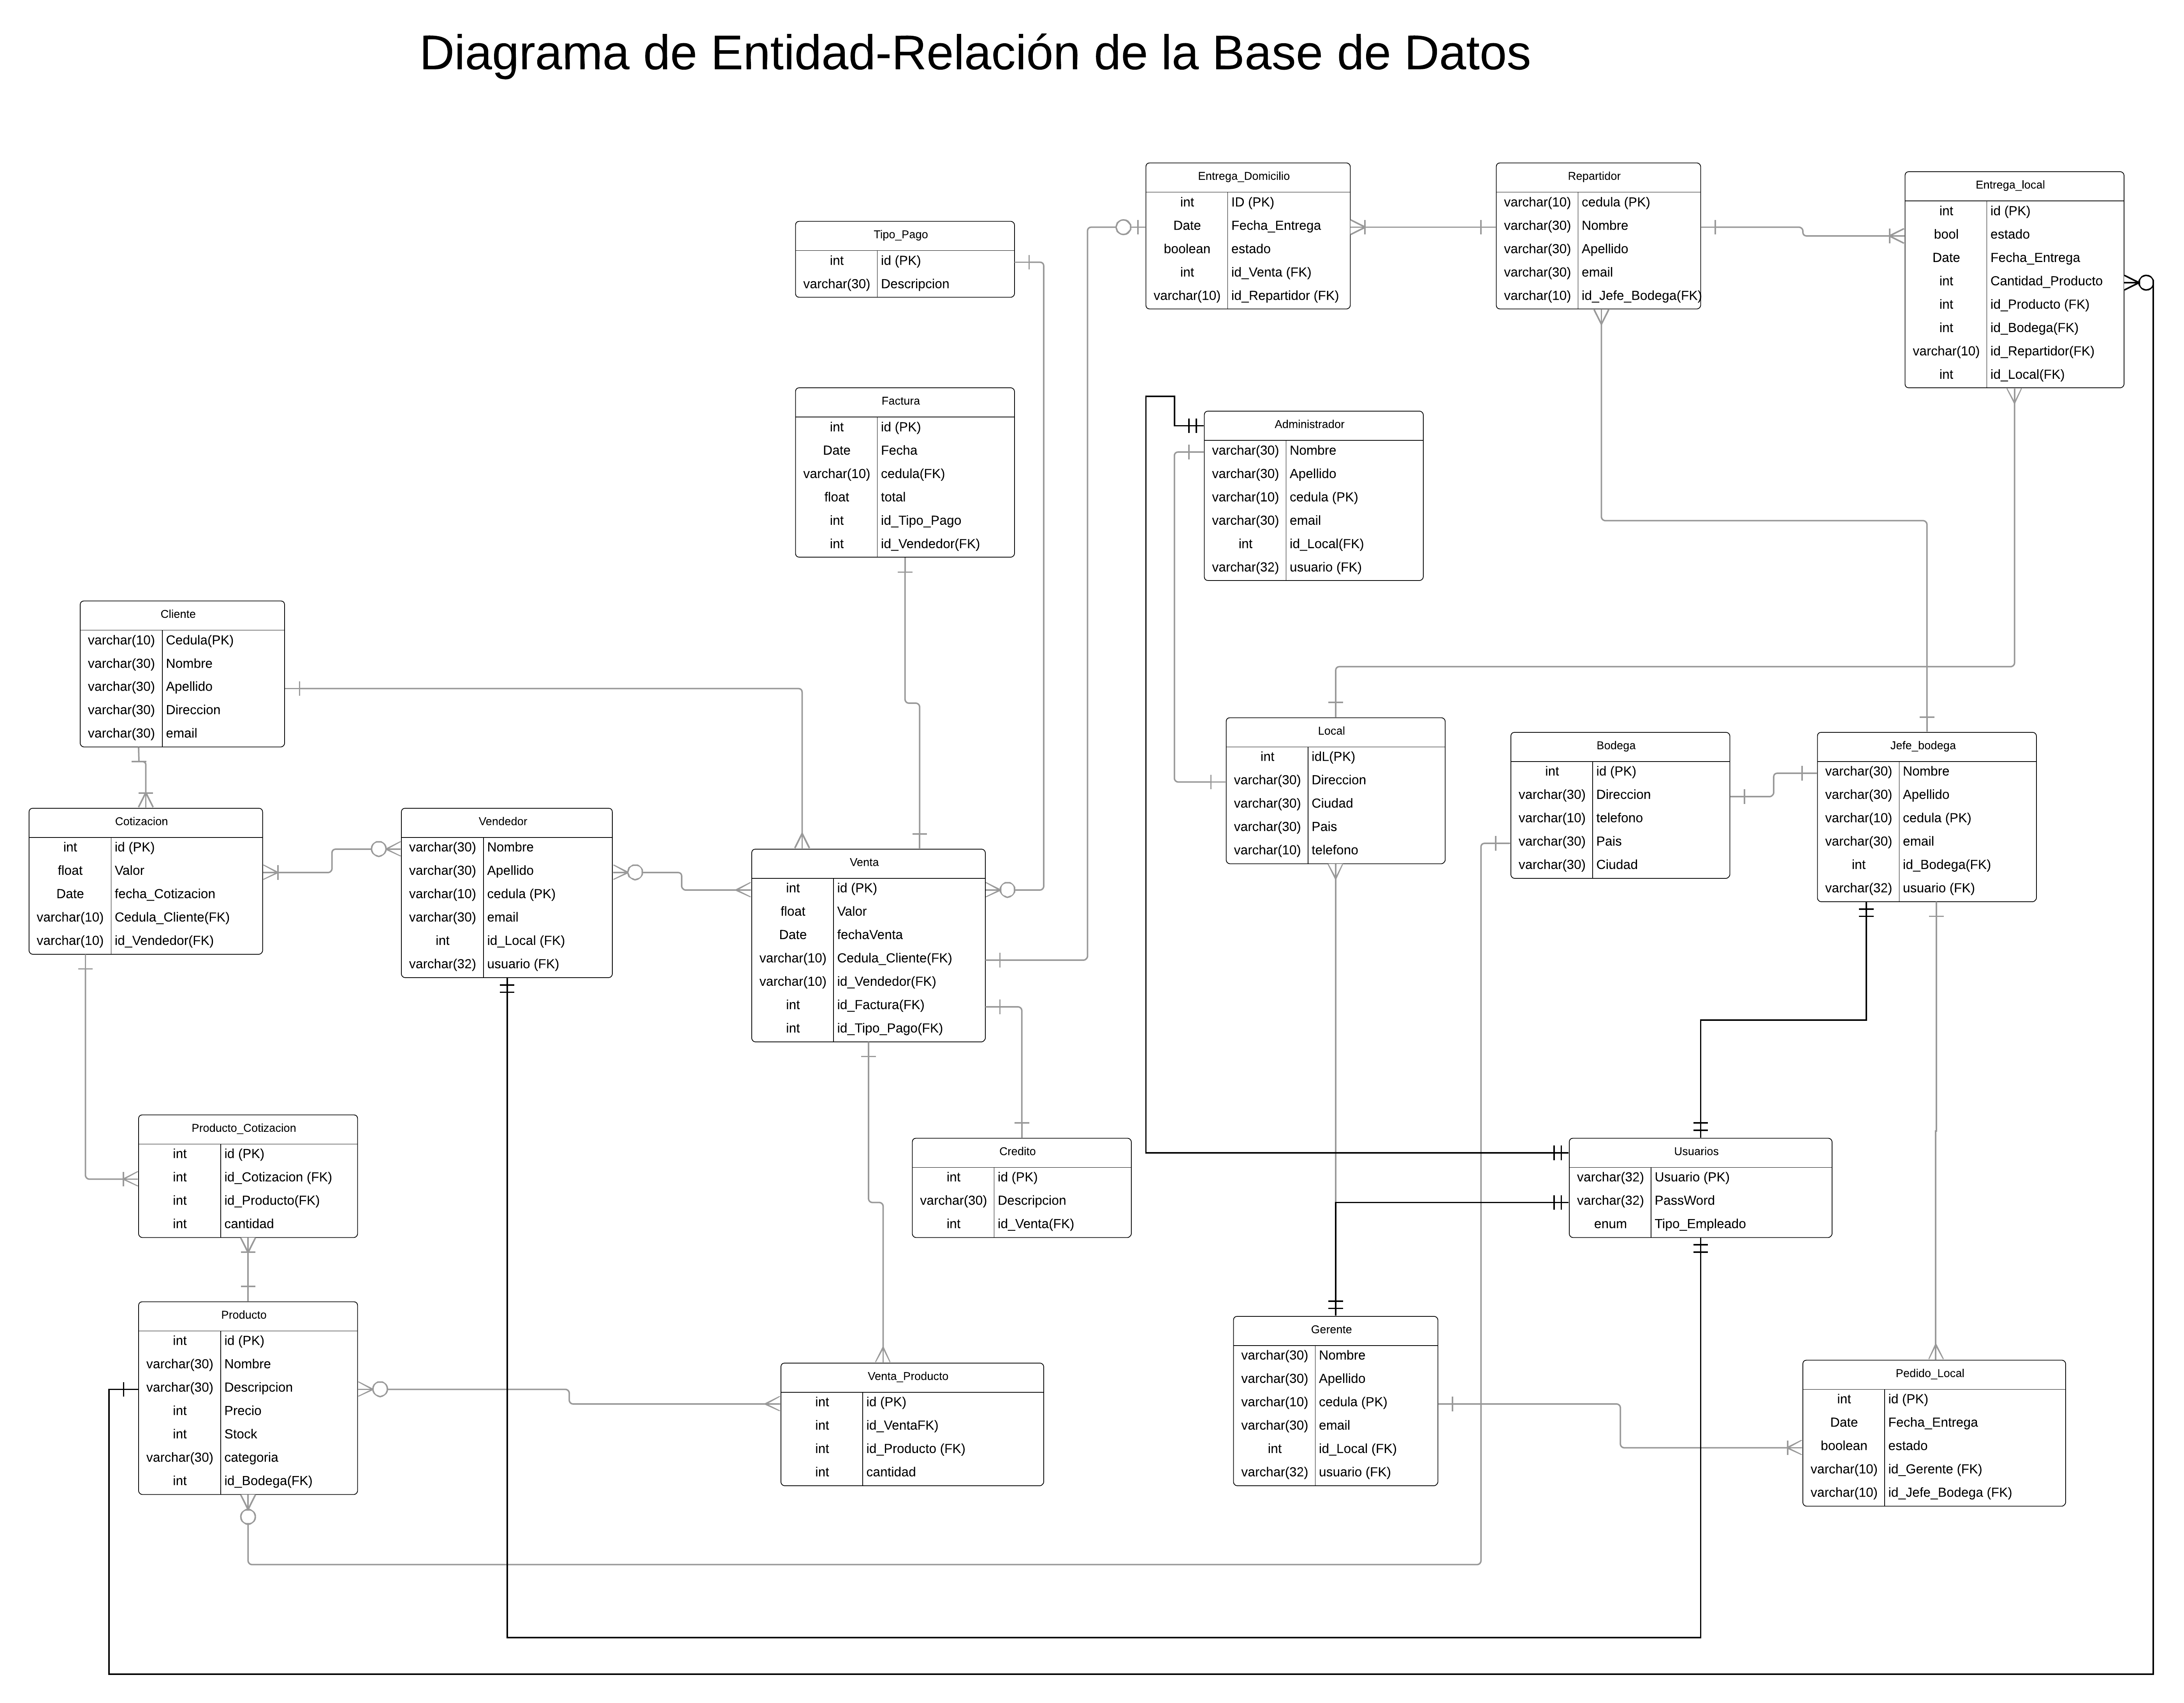 Diagrama de Entidad-Relación de la Base de Datos
Entrega_Domicilio
int ID (PK)
Date Fecha_Entrega
boolean estado
int id_Venta (FK)
varchar(10) id_Repartidor (FK)
Repartidor
varchar(10) cedula (PK)
varchar(30) Nombre
varchar(30) Apellido
varchar(30) email
varchar(10) id_Jefe_Bodega(FK)
Entrega_local
int id (PK)
bool estado
Date Fecha_Entrega
int Cantidad_Producto
int id_Producto (FK)
int id_Bodega(FK)
varchar(10) id_Repartidor(FK)
int id_Local(FK)
Tipo_Pago
int id (PK)
varchar(30) Descripcion
Factura
int id (PK)
Date Fecha
varchar(10) cedula(FK)
float total
int id_Tipo_Pago
int id_Vendedor(FK)
Administrador
varchar(30) Nombre
varchar(30) Apellido
varchar(10) cedula (PK)
varchar(30) email
int id_Local(FK)
varchar(32) usuario (FK)
Cliente
varchar(10) Cedula(PK)
varchar(30) Nombre
varchar(30) Apellido
varchar(30) Direccion
varchar(30) email
Local
int idL(PK)
varchar(30) Direccion
varchar(30) Ciudad
varchar(30) Pais
varchar(10) telefono
Bodega
int id (PK)
varchar(30) Direccion
varchar(10) telefono
varchar(30) Pais
varchar(30) Ciudad
Jefe_bodega
varchar(30) Nombre
varchar(30) Apellido
varchar(10) cedula (PK)
varchar(30) email
int id_Bodega(FK)
varchar(32) usuario (FK)
Cotizacion
int id (PK)
float Valor
Date fecha_Cotizacion
varchar(10) Cedula_Cliente(FK)
varchar(10) id_Vendedor(FK)
Vendedor
varchar(30) Nombre
varchar(30) Apellido
varchar(10) cedula (PK)
varchar(30) email
int id_Local (FK)
varchar(32) usuario (FK)
Venta
int id (PK)
float Valor
Date fechaVenta
varchar(10) Cedula_Cliente(FK)
varchar(10) id_Vendedor(FK)
int id_Factura(FK)
int id_Tipo_Pago(FK)
Producto_Cotizacion
int id (PK)
int id_Cotizacion (FK)
int id_Producto(FK)
int cantidad
Credito
int id (PK)
varchar(30) Descripcion
int id_Venta(FK)
Usuarios
varchar(32) Usuario (PK)
varchar(32) PassWord
enum Tipo_Empleado
Producto
int id (PK)
varchar(30) Nombre
varchar(30) Descripcion
int Precio
int Stock
varchar(30) categoria
int id_Bodega(FK)
Venta_Producto
int id (PK)
int id_VentaFK)
int id_Producto (FK)
int cantidad
Gerente
varchar(30) Nombre
varchar(30) Apellido
varchar(10) cedula (PK)
varchar(30) email
int id_Local (FK)
varchar(32) usuario (FK)
Pedido_Local
int id (PK)
Date Fecha_Entrega
boolean estado
varchar(10) id_Gerente (FK)
varchar(10) id_Jefe_Bodega (FK)